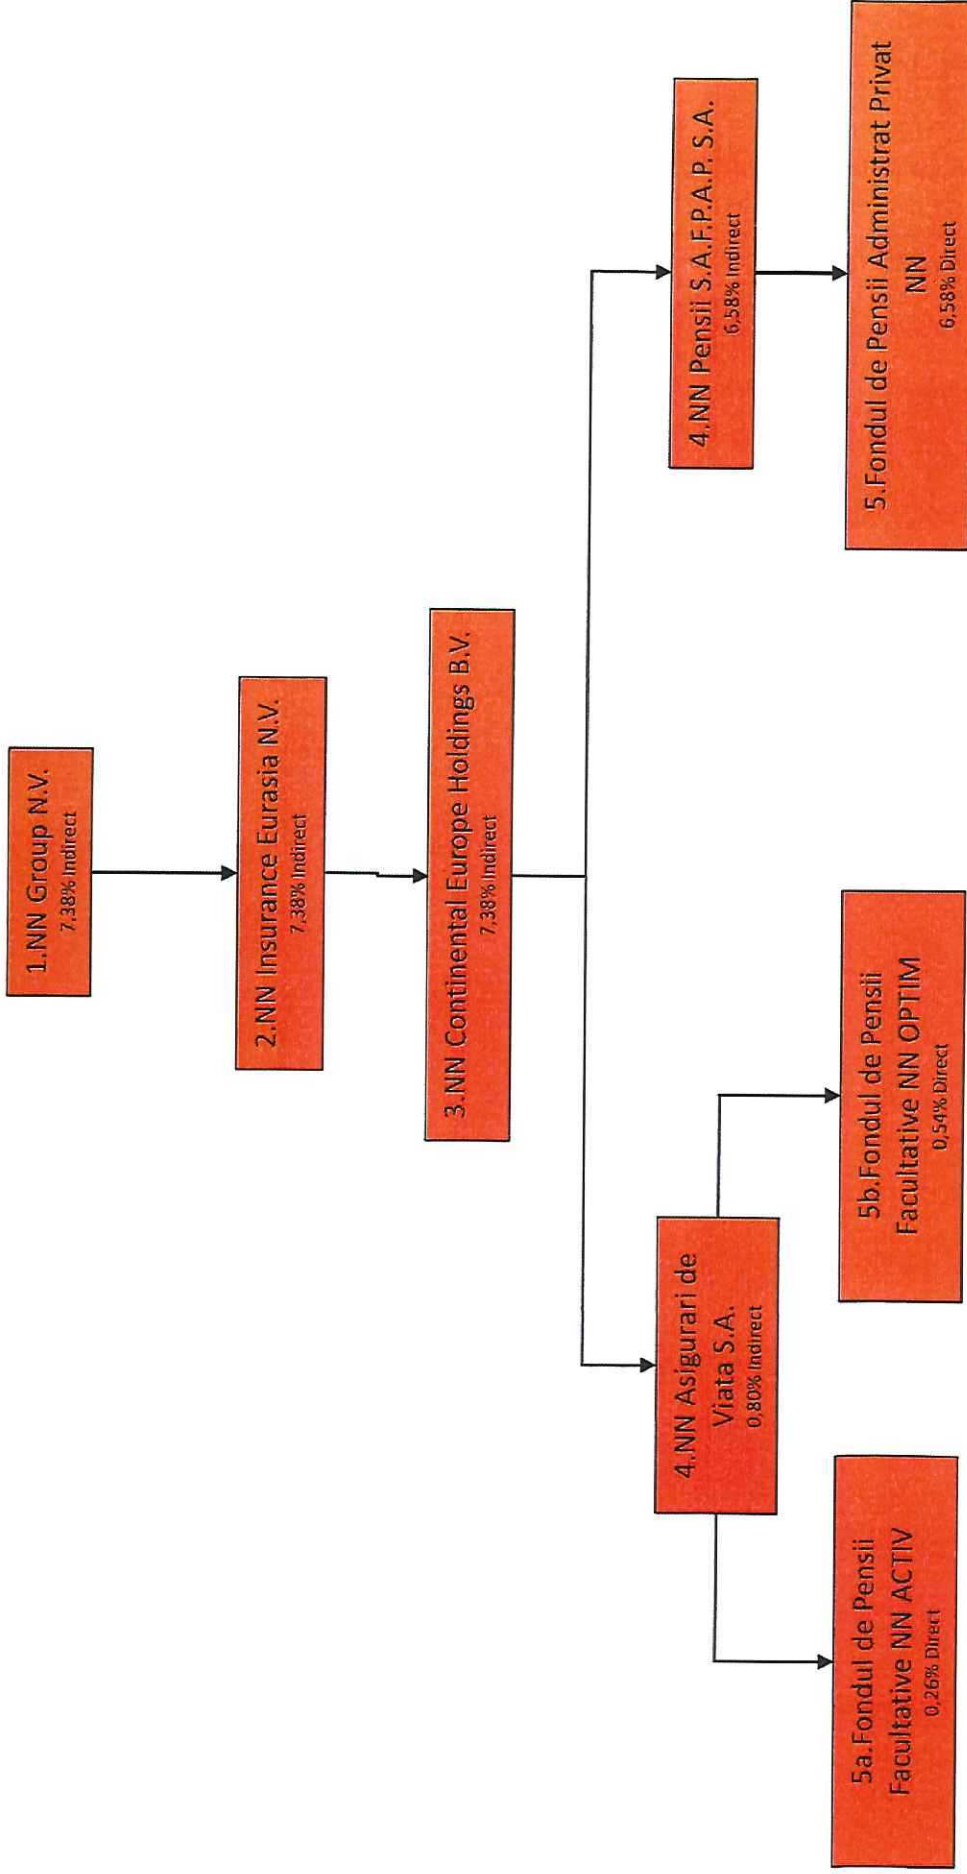 1.NN Group N.V.
7,38% Indirect
2.NN Insurance Eurasia N.V.
7,38% Indirect
3.NN Continental Europe Holdings B.V.
7,38% Indirect
4.NN Asigurari de
Viata S.A.
0,80% Indirect
4.NN Pensii S.A.F.P.A.P. S.A.
6,58% Indirect
5a.Fondul de Pensii
Facultative NN ACTIV
0,26% Direct
5b.Fondul de Pensii
Facultative NN OPTIM
0,54% Direct
5.Fondul de Pensii Administrat Privat
NN
6,58% Direct